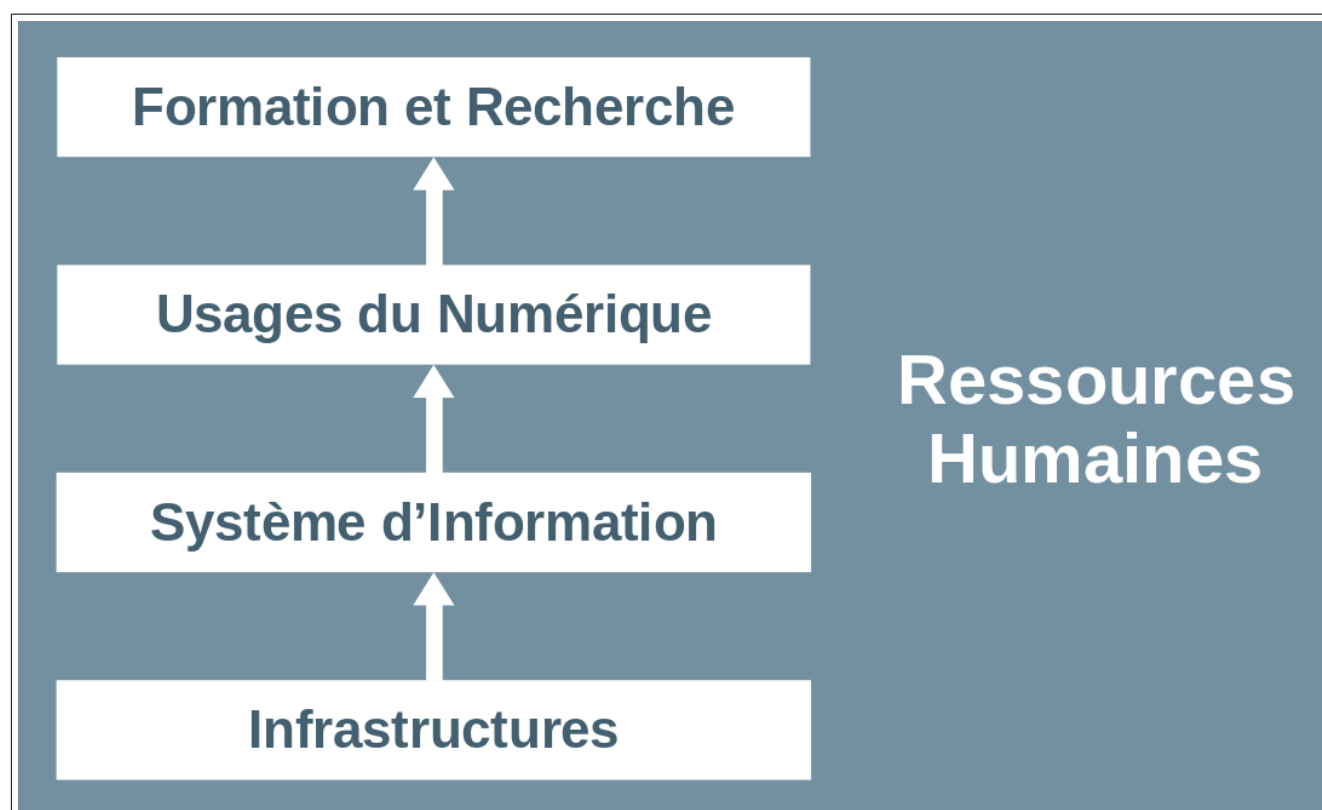 Formation et Recherche
Usages du Numérique
Ressources
Humaines
Système d’Information
Infrastructures